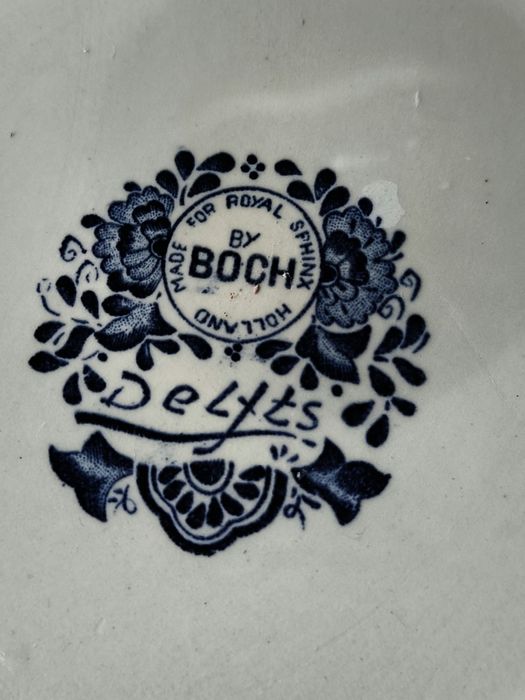 MADE FOR ROYAL SPHINX
BY
BOCH
HOLLAND
Delfts